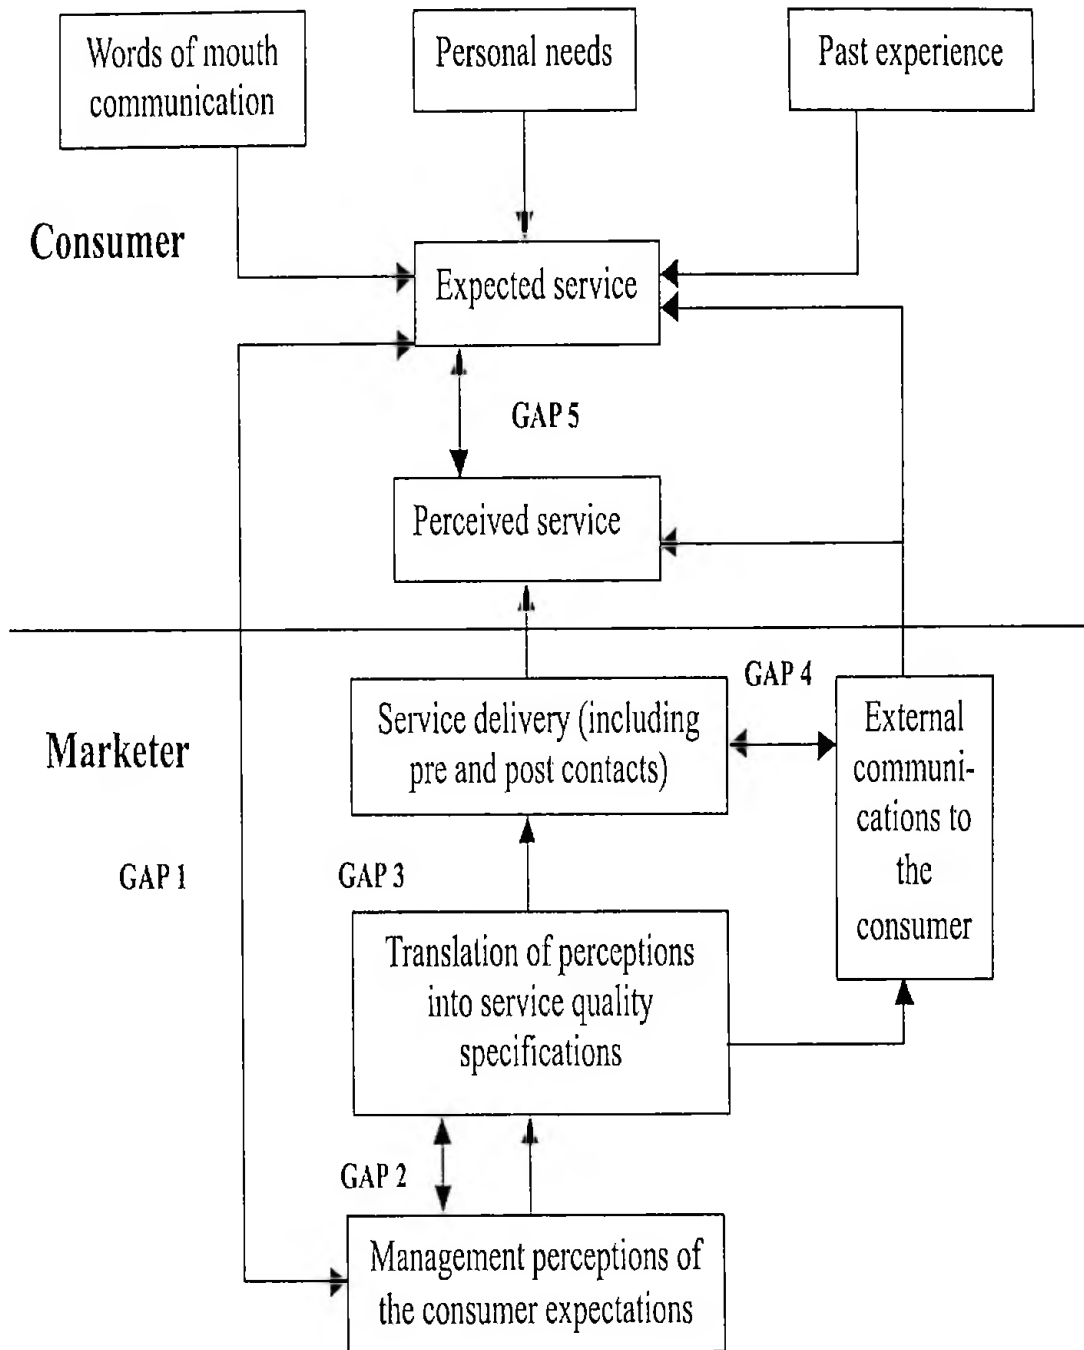 Words of mouth
communication
Personal needs
Past experience
Consumer
Expected service
GAP 5
Perceived service
GAP 4
Service delivery (including
pre and post contacts)
External
communi-
cations to
the
consumer
Marketer
GAP 1
GAP 3
Translation of perceptions
into service quality
specifications
GAP 2
Management perceptions of
the consumer expectations